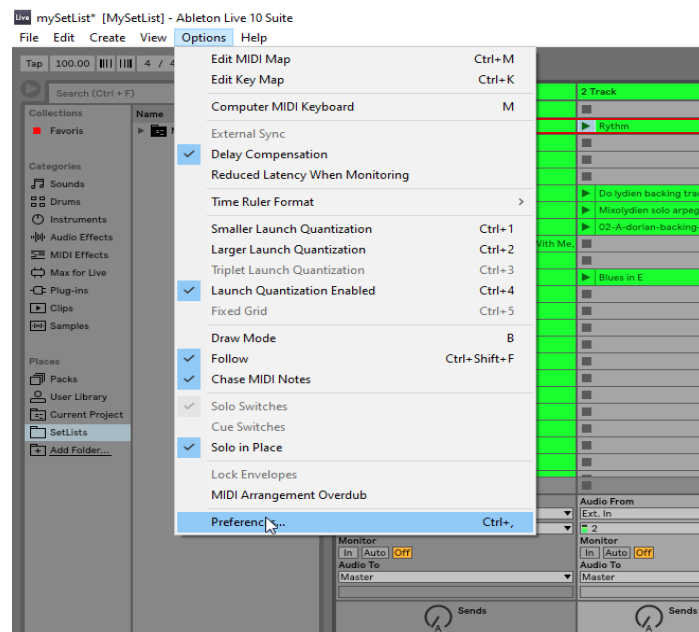 Live mySetList* [MySetList] - Ableton Live 10 Suite
File Edit Create View Options Help
Tap 100.00 4 / 4
Search (Ctrl + F)
Collections
Name
Favoris
Categories
Sounds
Drums
Instruments
Audio Effects
MIDI Effects
Max for Live
Plug-ins
Clips
Samples
Places
Packs
User Library
Current Project
SetLists
Add Folder...
Edit MIDI Map Ctrl+M
Edit Key Map Ctrl+K
Computer MIDI Keyboard M
External Sync
Delay Compensation
Reduced Latency When Monitoring
Time Ruler Format >
Smaller Launch Quantization Ctrl+1
Larger Launch Quantization Ctrl+2
Triplet Launch Quantization Ctrl+3
Launch Quantization Enabled Ctrl+4
Fixed Grid Ctrl+5
Draw Mode B
Follow Ctrl+Shift+F
Chase MIDI Notes
Solo Switches
Cue Switches
Solo in Place
Lock Envelopes
MIDI Arrangement Overdub
Preferences... Ctrl+,
2 Track
Rythm
Do lydien backing tra
Mixolydien solo arpeg
02-A-dorian-backing-
With Me,
Blues in E
Audio From
Ext. In
2
Monitor
In Auto Off
Audio To
Master
Sends
A
Monitor
In Auto Off
Audio To
Master
Sends
A